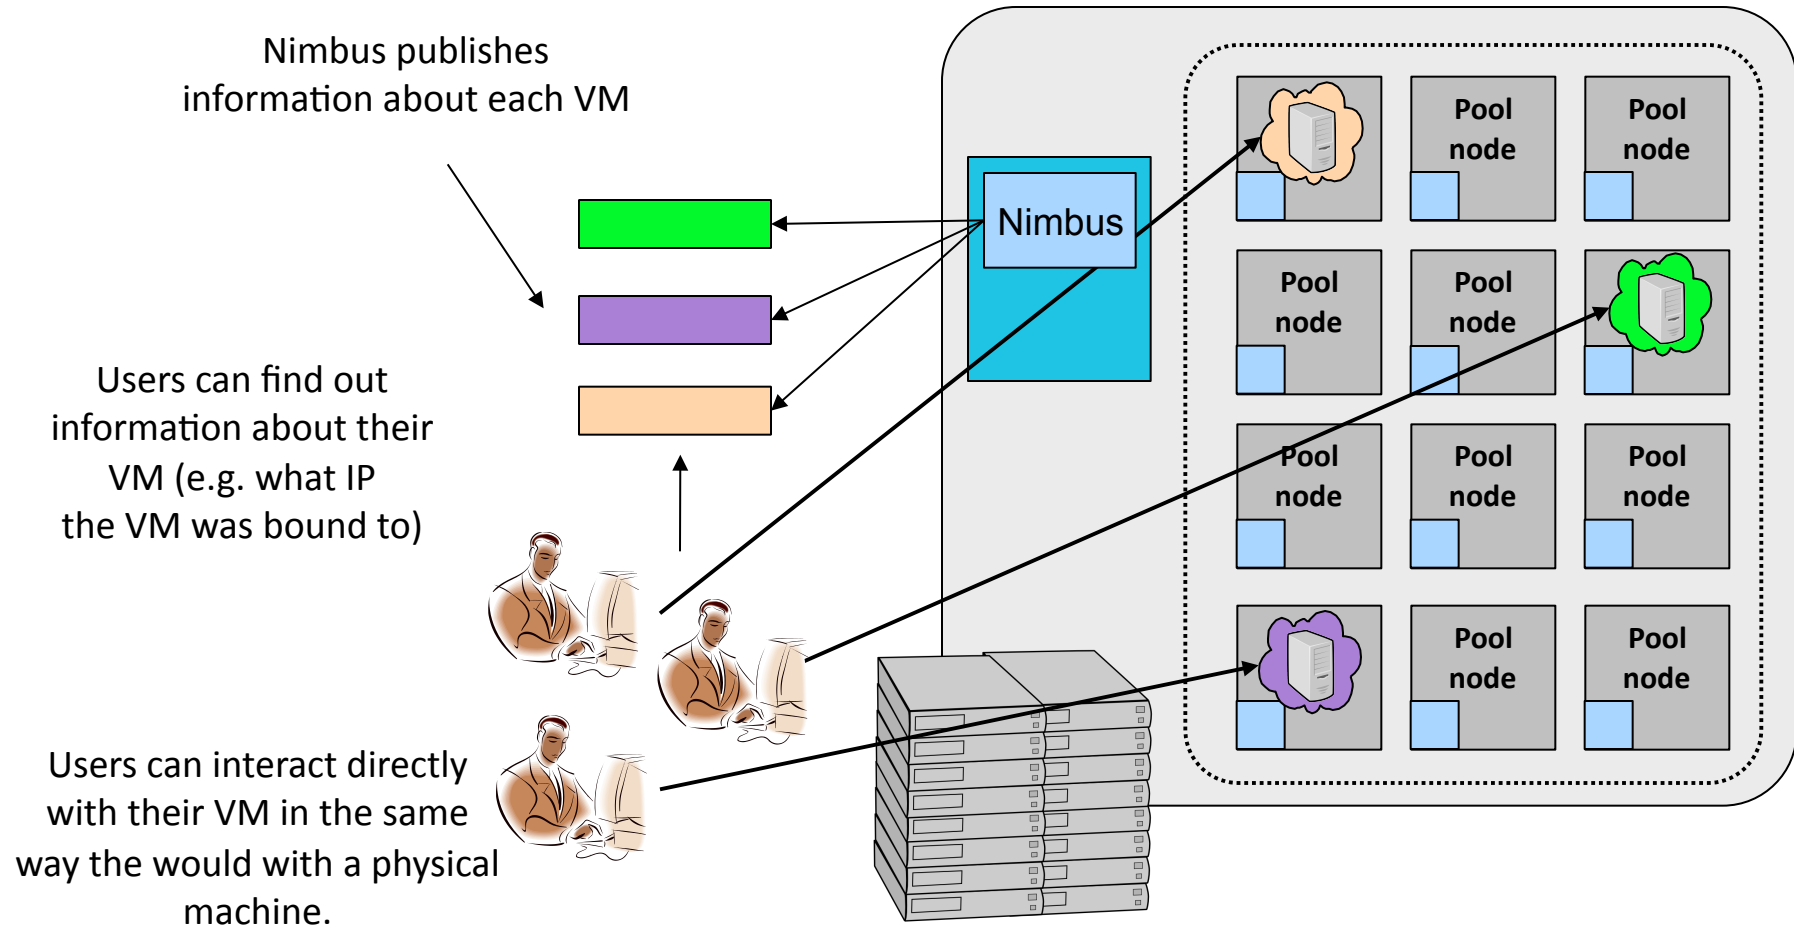 Nimbus publishes
information about each VM
Users can find out
information about their
VM (e.g. what IP
the VM was bound to)
Users can interact directly
with their VM in the same
way the would with a physical
machine.
Nimbus
Pool
node
Pool
node
Pool
node
Pool
node
Pool
node
Pool
node
Pool
node
Pool
node
Pool
node